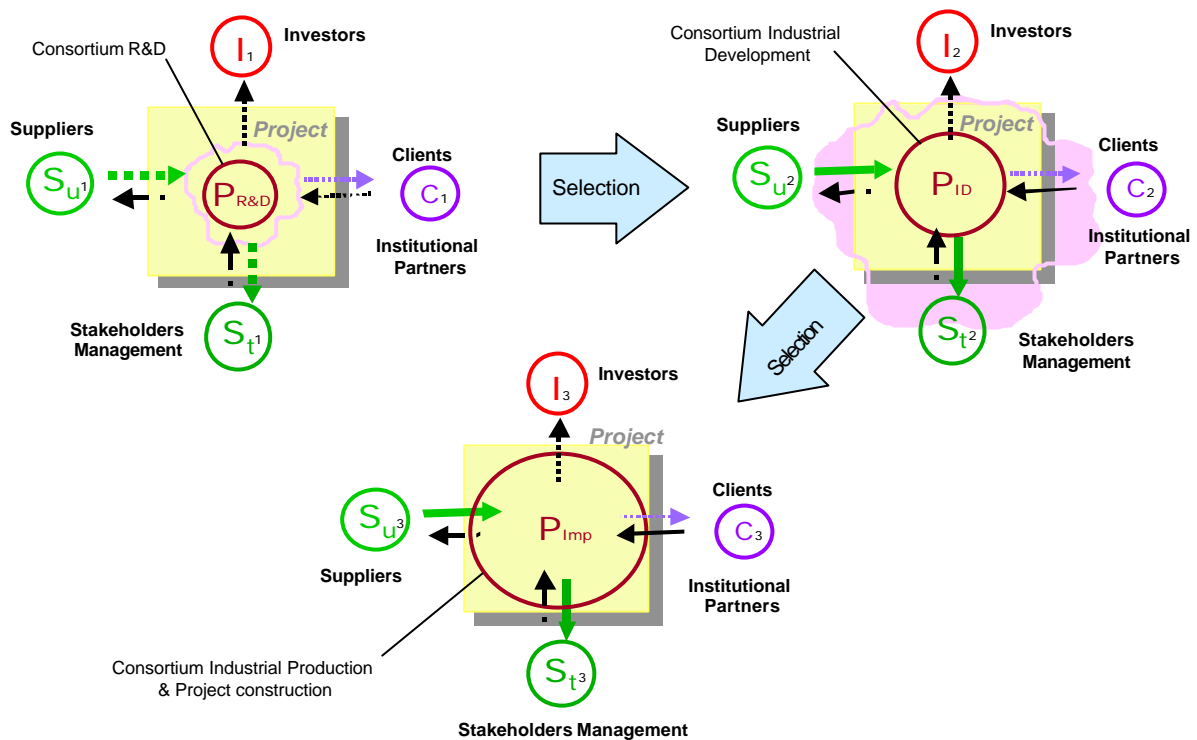 Consortium R&D
I1
Investors
Project
Suppliers
Su1
PR&D
Clients
C1
Institutional
Partners
Stakeholders
Management
St1
Selection
Consortium Industrial
Development
I2
Investors
Project
Suppliers
Su2
PID
Clients
C2
Institutional
Partners
St2
Stakeholders
Management
Selection
I3
Investors
Project
Su3
Suppliers
PImp
Clients
C3
Institutional
Partners
Consortium Industrial Production
& Project construction
St3
Stakeholders Management